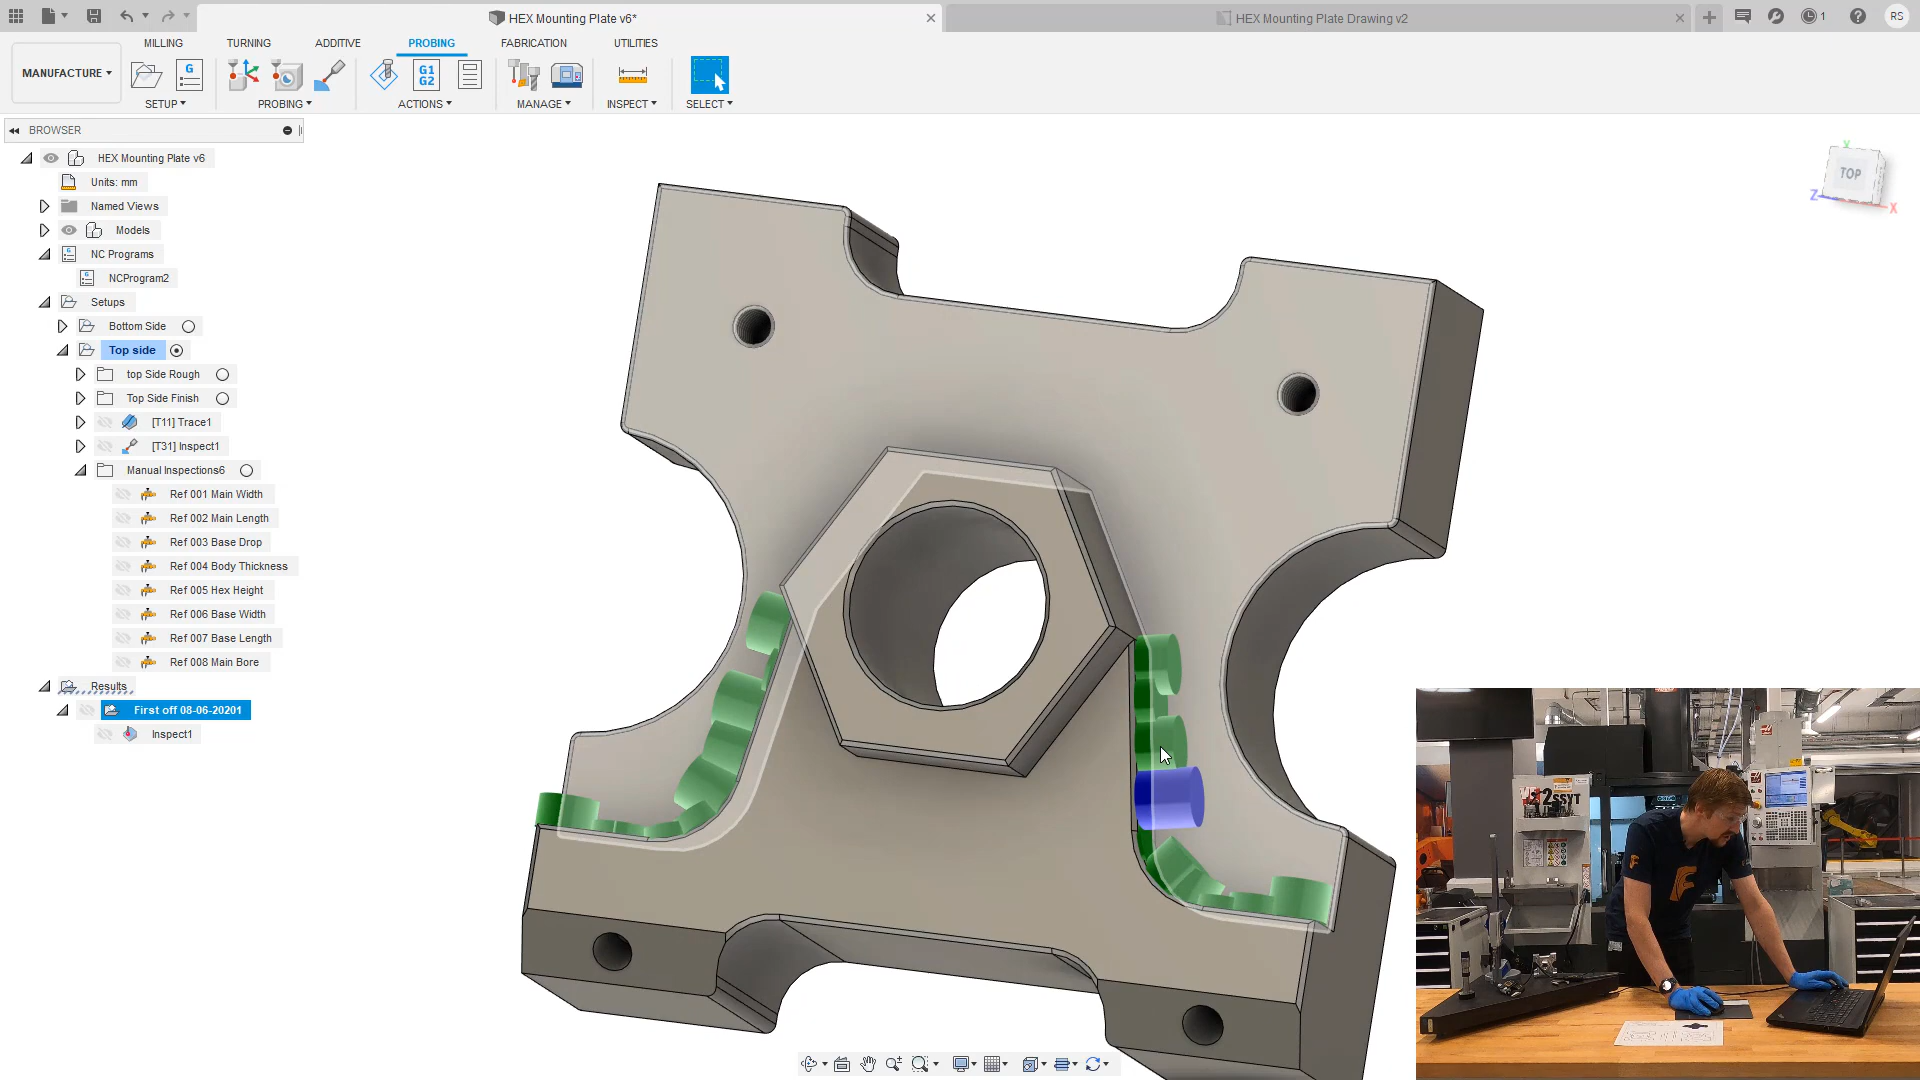 HEX Mounting Plate v6*
HEX Mounting Plate Drawing v2
1
RS
MILLING
TURNING
ADDITIVE
PROBING
FABRICATION
UTILITIES
MANUFACTURE
G
G1
G2
SETUP
PROBING
ACTIONS
MANAGE
INSPECT
SELECT
BROWSER
HEX Mounting Plate v6
Units: mm
Named Views
Models
NC Programs
NCProgram2
Setups
Bottom Side
Top side
top Side Rough
Top Side Finish
[T11] Trace1
[T31] Inspect1
Manual Inspections6
Ref 001 Main Width
Ref 002 Main Length
Ref 003 Base Drop
Ref 004 Body Thickness
Ref 005 Hex Height
Ref 006 Base Width
Ref 007 Base Length
Ref 008 Main Bore
Results
First off 08-06-20201
Inspect1
Y
TOP
Z
X